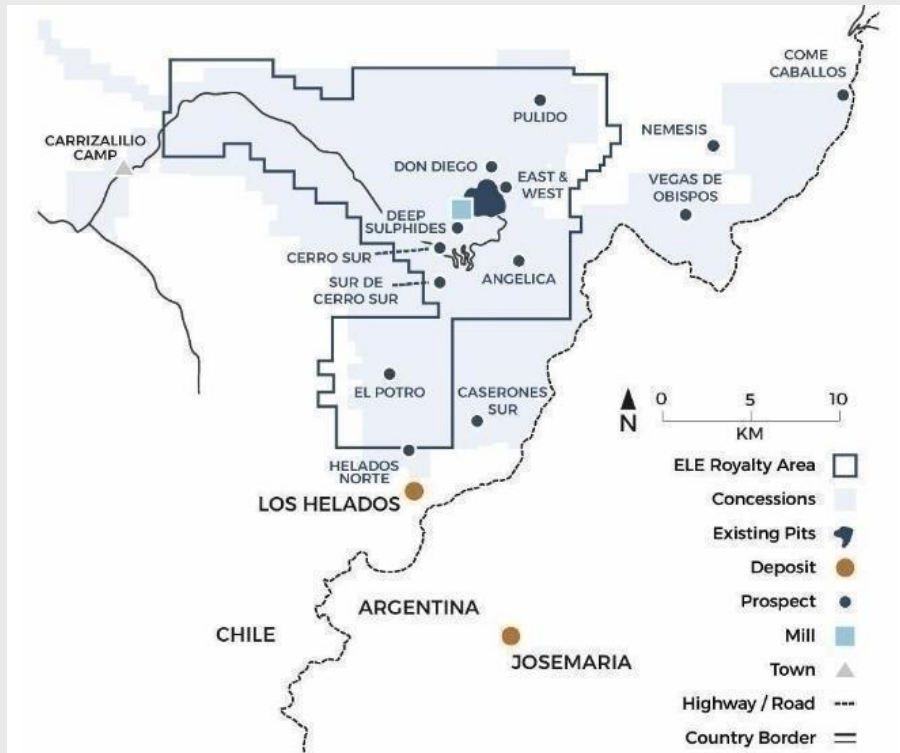 COME
CABALLOS
PULIDO
NEMESIS
CARRIZALILIO
CAMP
DON DIEGO
EAST &
WEST
VEGAS DE
OBISPOS
DEEP
SULPHIDES
CERRO SUR
ANGELICA
SUR DE
CERRO SUR
EL POTRO
CASERONES
SUR
HELADOS
NORTE
LOS HELADOS
ARGENTINA
CHILE
JOSEMARIA
N
0 5 10
KM
ELE Royalty Area
Concessions
Existing Pits
Deposit
Prospect
Mill
Town
Highway / Road
Country Border